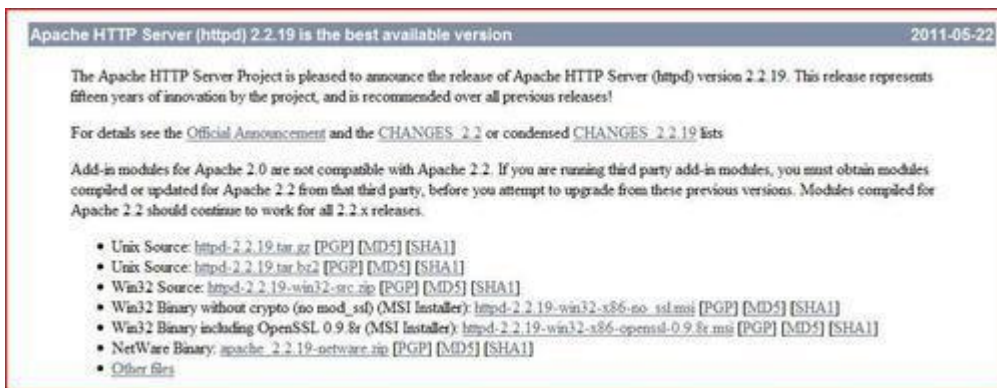 Apache HTTP Server (httpd) 2.2.19 is the best available version 2011-05-22
The Apache HTTP Server Project is pleased to announce the release of Apache HTTP Server (httpd) version 2.2.19. This release represents
fifteen years of innovation by the project, and is recommended over all previous releases!
For details see the Official Announcement and the CHANGES_2.2 or condensed CHANGES_2.2.19 lists
Add-in modules for Apache 2.0 are not compatible with Apache 2.2. If you are running third party add-in modules, you must obtain modules
compiled or updated for Apache 2.2 from that third party, before you attempt to upgrade from these previous versions. Modules compiled for
Apache 2.2 should continue to work for all 2.2.x releases.
• Unix Source: httpd-2.2.19.tar.gz [PGP] [MD5] [SHA1]
• Unix Source: httpd-2.2.19.tar.bz2 [PGP] [MD5] [SHA1]
• Win32 Source: httpd-2.2.19-win32-src.zip [PGP] [MD5] [SHA1]
• Win32 Binary without crypto (no mod_ssl) (MSI Installer): httpd-2.2.19-win32-x86-no_ssl.msi [PGP] [MD5] [SHA1]
• Win32 Binary including OpenSSL 0.9.8r (MSI Installer): httpd-2.2.19-win32-x86-openssl-0.9.8r.msi [PGP] [MD5] [SHA1]
• NetWare Binary: apache_2.2.19-netware.zip [PGP] [MD5] [SHA1]
• Other files